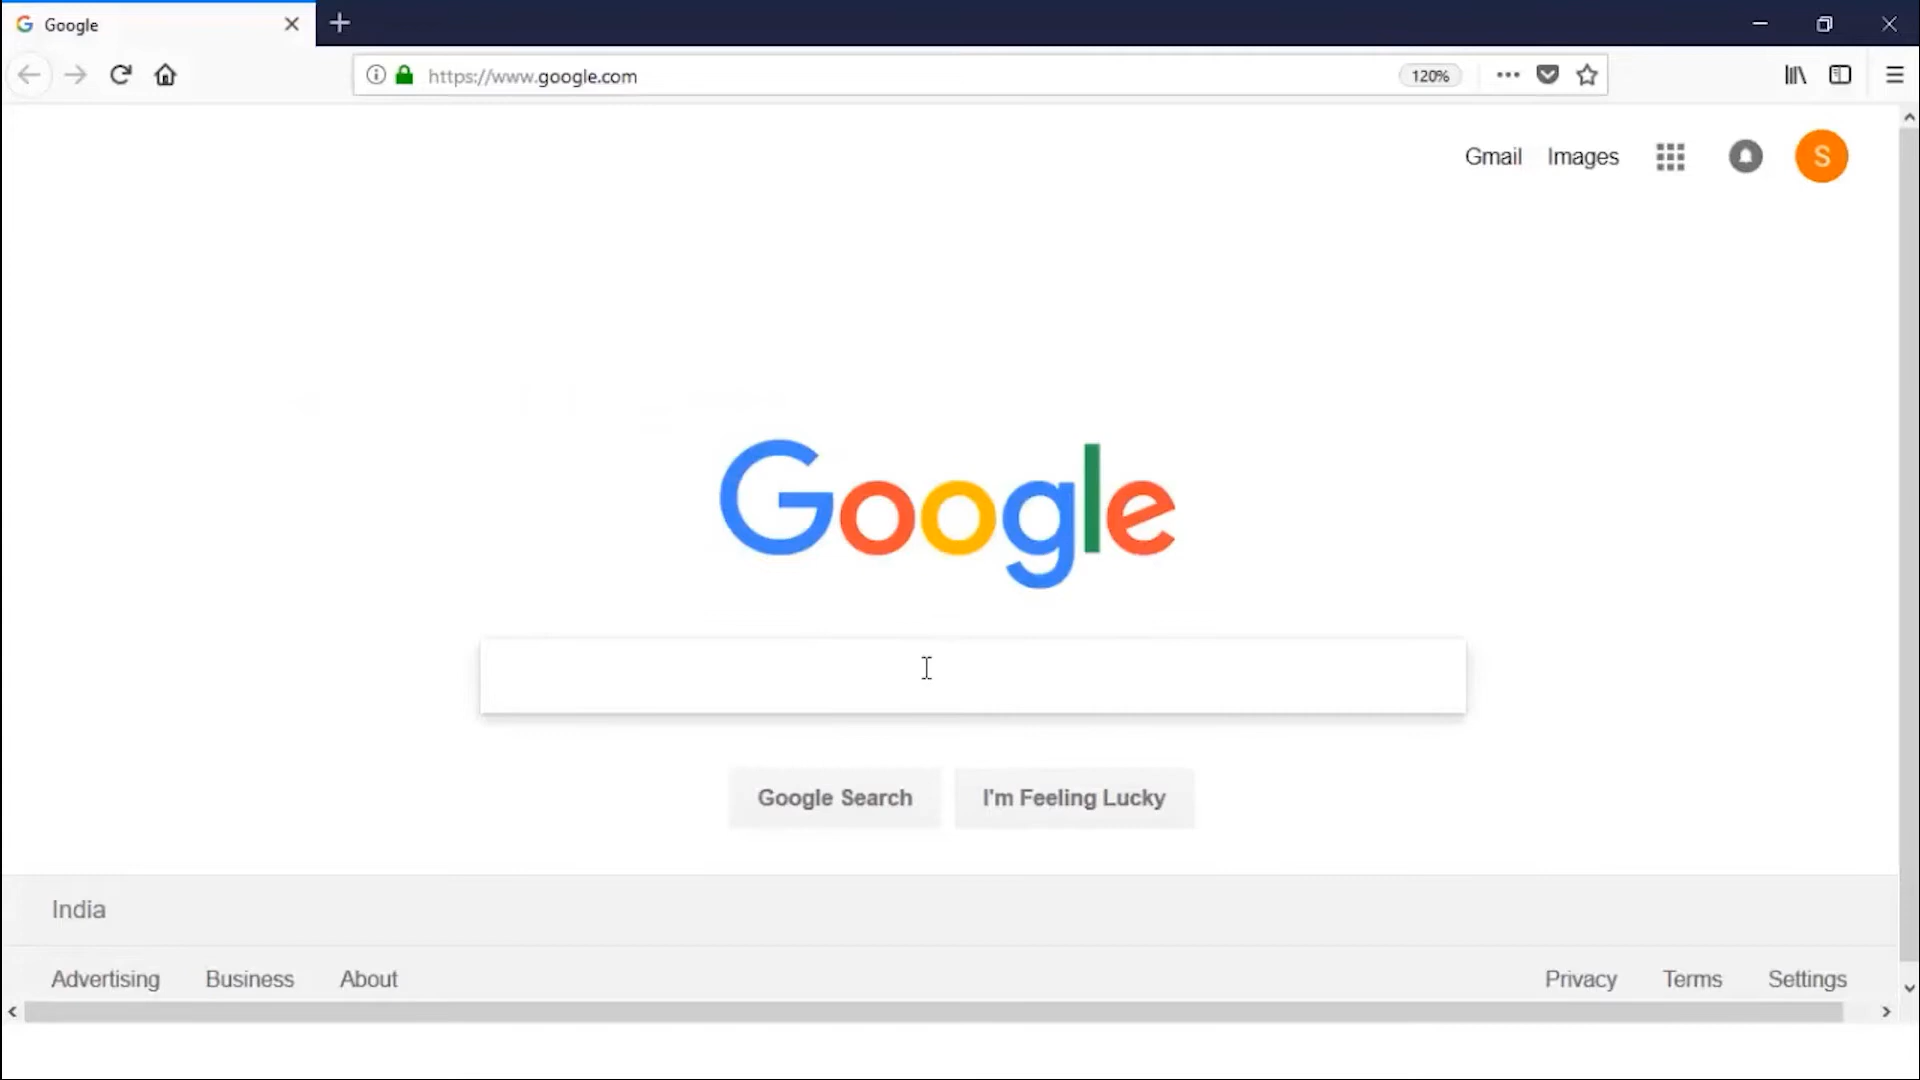 Google
https://www.google.com 120%
Gmail Images S
Google
Google Search I'm Feeling Lucky
India
Advertising Business About Privacy Terms Settings